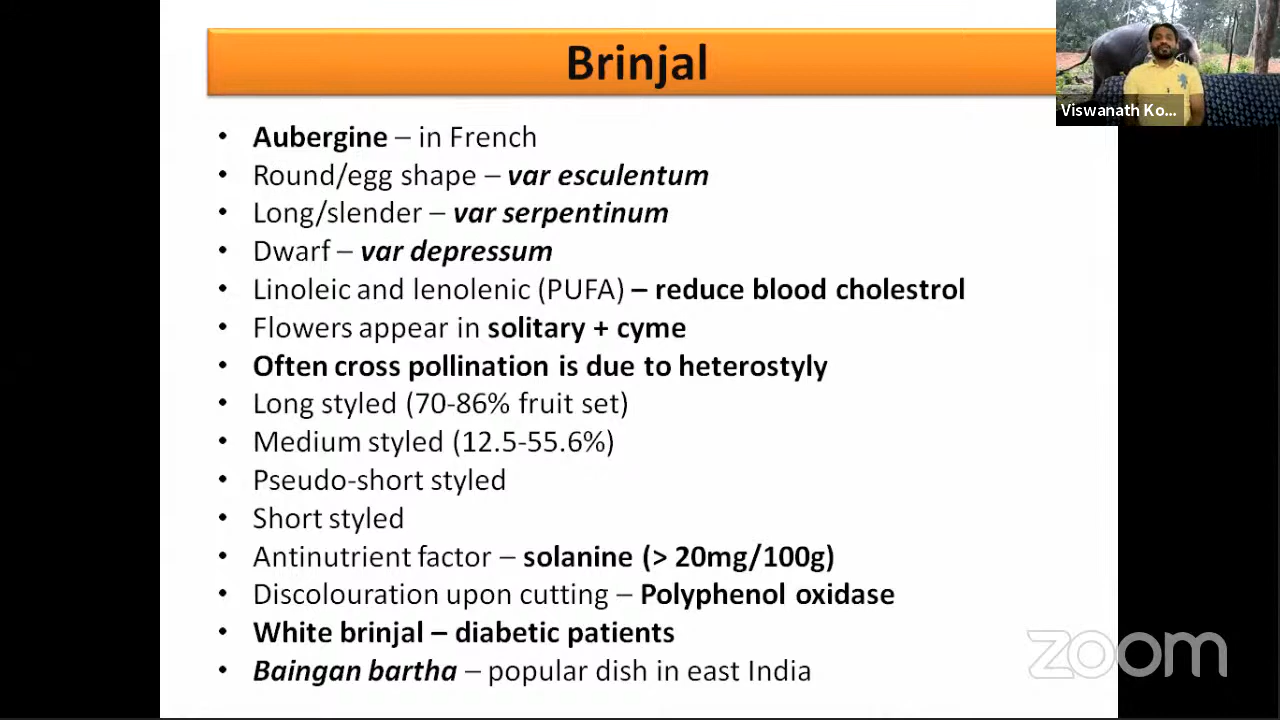 Brinjal
Viswanath Ko...
• Aubergine – in French
• Round/egg shape – var esculentum
• Long/slender – var serpentinum
• Dwarf – var depressum
• Linoleic and lenolenic (PUFA) – reduce blood cholestrol
• Flowers appear in solitary + cyme
• Often cross pollination is due to heterostyly
• Long styled (70-86% fruit set)
• Medium styled (12.5-55.6%)
• Pseudo-short styled
• Short styled
• Antinutrient factor – solanine (> 20mg/100g)
• Discolouration upon cutting – Polyphenol oxidase
• White brinjal – diabetic patients
• Baingan bartha – popular dish in east India
zoom